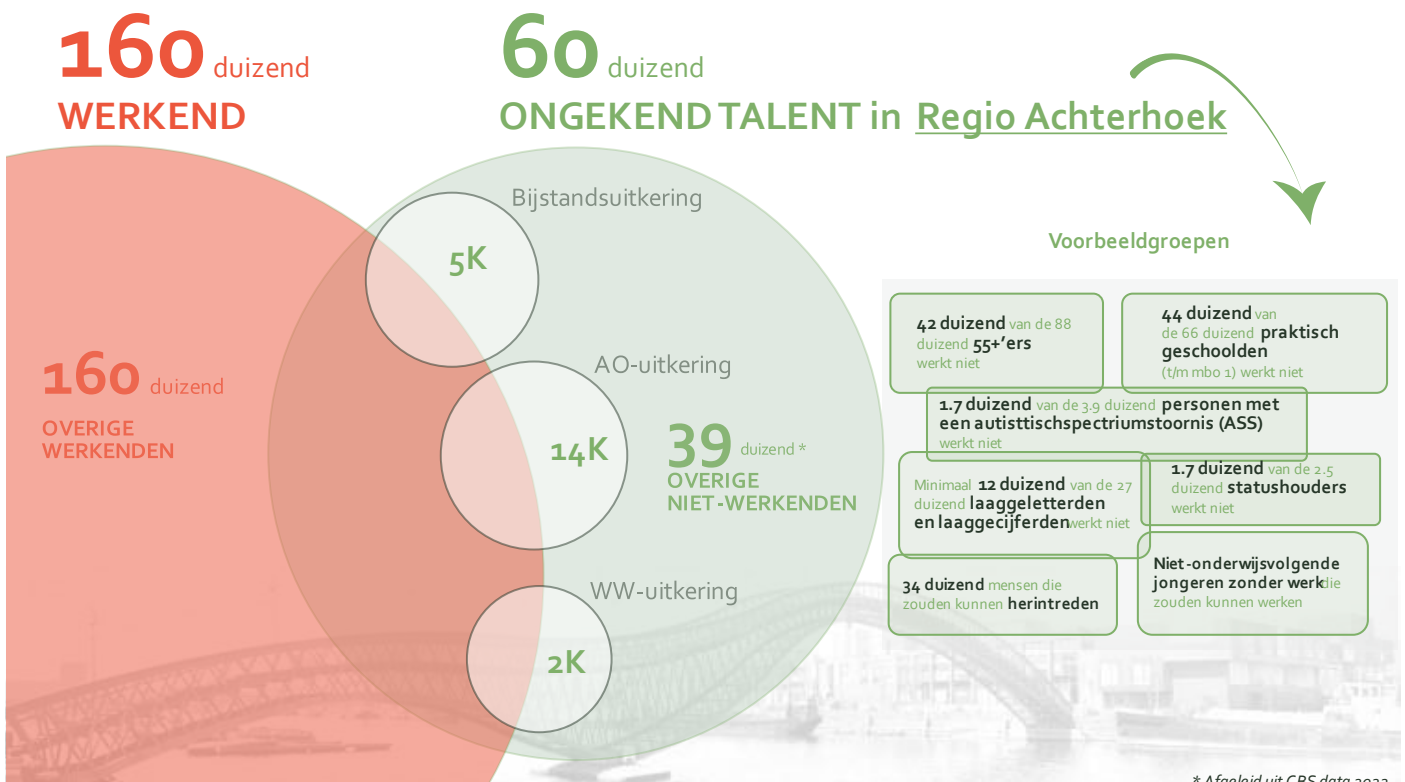 160 duizend
WERKEND
60 duizend
ONGEKEND TALENT in Regio Achterhoek
Bijstandsuitkering
5K
AO-uitkering
14K
WW-uitkering
2K
160 duizend
OVERIGE
WERKENDEN
39 duizend *
OVERIGE
NIET-WERKENDEN
Voorbeeldgroepen
42 duizend van de 88
duizend 55+'ers
werkt niet
44 duizend van
de 66 duizend praktisch
geschoolden
(t/m mbo 1) werkt niet
1.7 duizend van de 3.9 duizend personen met
een autisttischspectriumstoornis (ASS)
werkt niet
Minimaal 12 duizend van de 27
duizend laaggeletterden
en laaggecijferden werkt niet
1.7 duizend van de 2.5
duizend statushouders
werkt niet
34 duizend mensen die
zouden kunnen herintreden
Niet-onderwijsvolgende
jongeren zonder werk die
zouden kunnen werken
* Afgeleid uit CBS data 2022